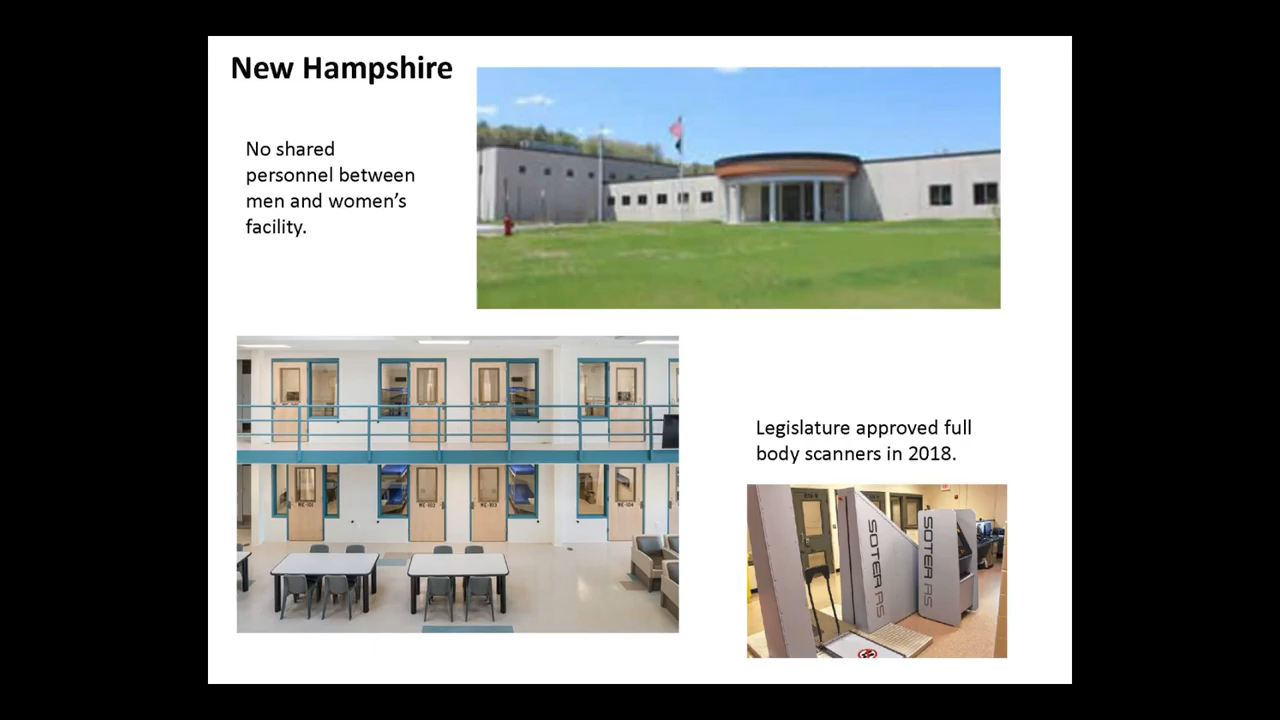 New Hampshire
No shared
personnel between
men and women's
facility.
Legislature approved full
body scanners in 2018.
SOTER RS
SOTER RS